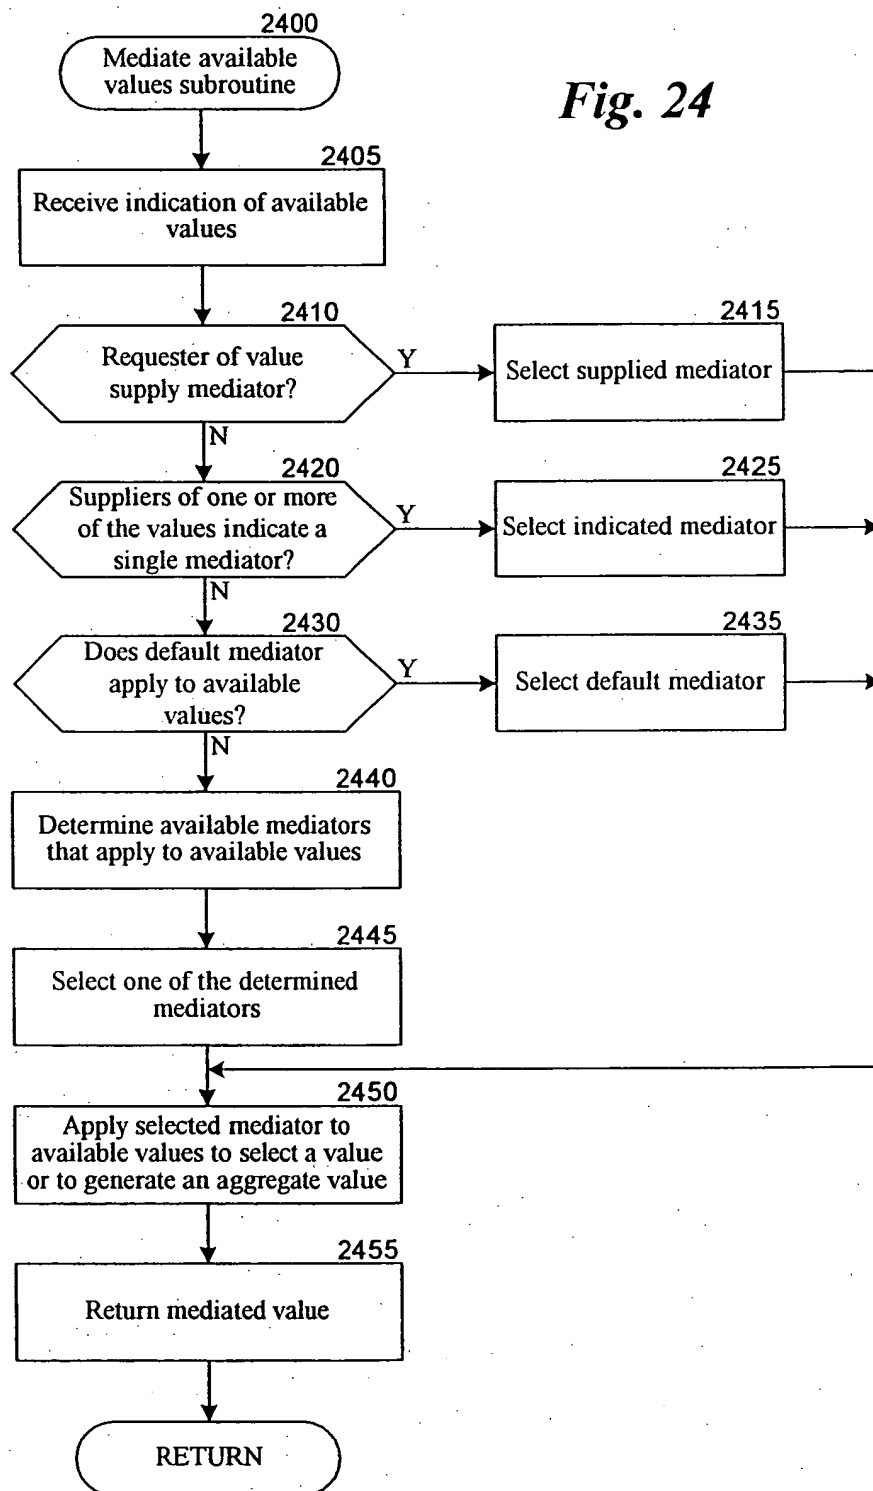 2400
Mediate available
values subroutine
Fig. 24
2405
Receive indication of available
values
2410
Requester of value
supply mediator?
Y
2415
Select supplied mediator
N
2420
Suppliers of one or more
of the values indicate a
single mediator?
Y
2425
Select indicated mediator
N
2430
Does default mediator
apply to available
values?
Y
2435
Select default mediator
N
2440
Determine available mediators
that apply to available values
2445
Select one of the determined
mediators
2450
Apply selected mediator to
available values to select a value
or to generate an aggregate value
2455
Return mediated value
RETURN